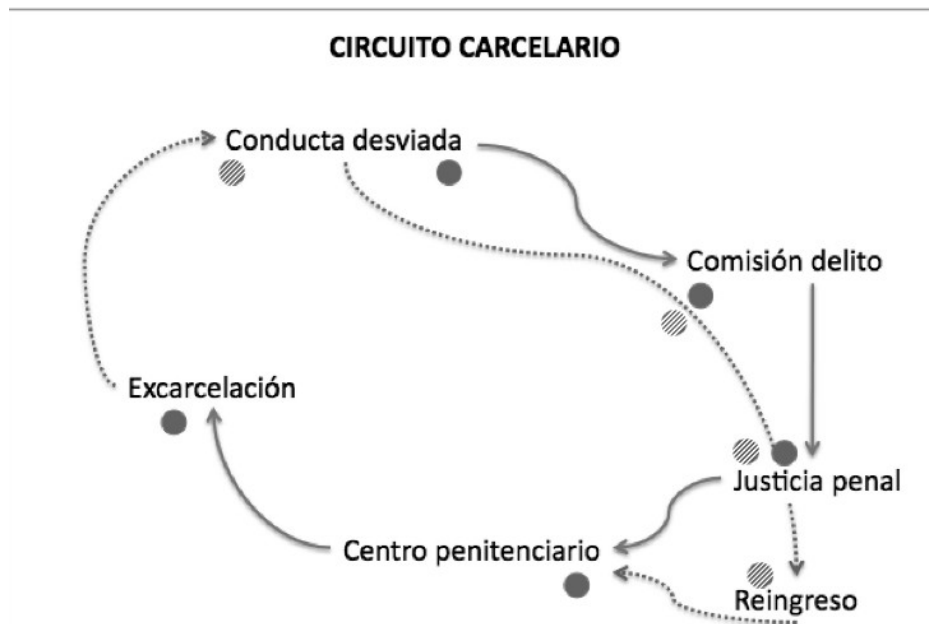 CIRCUITO CARCELARIO
Conducta desviada
Comisión delito
Excarcelación
Justicia penal
Centro penitenciario
Reingreso